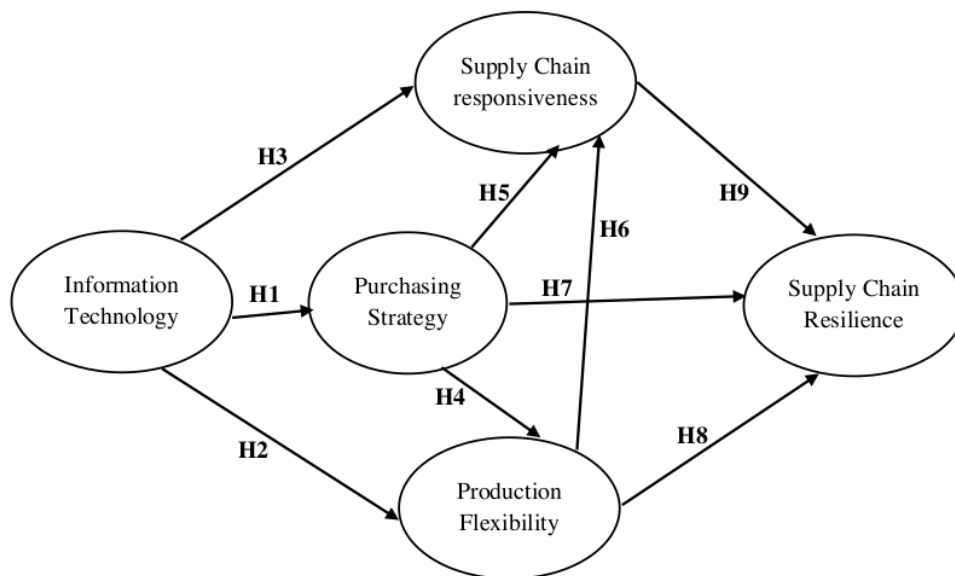 Supply Chain
responsiveness
H3
H5
H9
H6
Information
Technology
H1
Purchasing
Strategy
H7
Supply Chain
Resilience
H4
H2
H8
Production
Flexibility